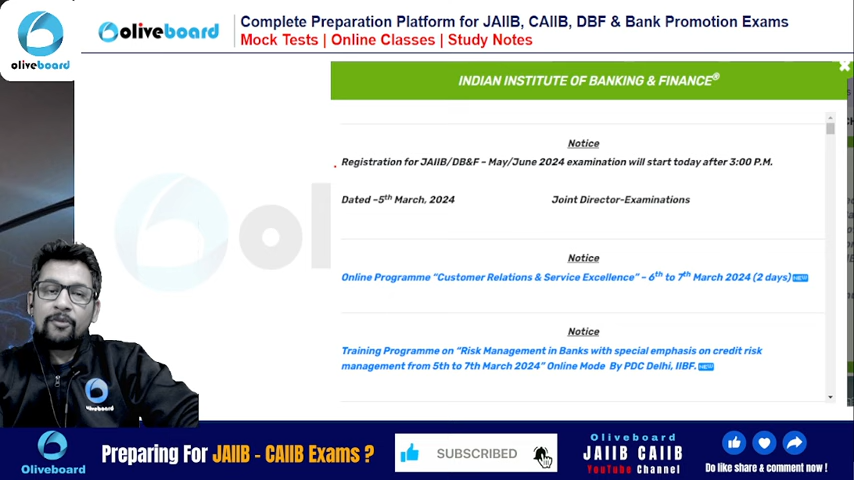 oliveboard
oliveboard
Complete Preparation Platform for JAIIB, CAIIB, DBF & Bank Promotion Exams
Mock Tests | Online Classes | Study Notes
INDIAN INSTITUTE OF BANKING & FINANCE®
Notice
Registration for JAIIB/DB&F – May/June 2024 examination will start today after 3:00 P.M.
Dated –5th March, 2024 Joint Director-Examinations
Notice
Online Programme "Customer Relations & Service Excellence" – 6th to 7th March 2024 (2 days) NEW
Notice
Training Programme on "Risk Management in Banks with special emphasis on credit risk
management from 5th to 7th March 2024" Online Mode By PDC Delhi, IIBF. NEW
oliveboard
Oliveboard
Preparing For JAIIB - CAIIB Exams ?
SUBSCRIBED
Oliveboard
JAIIB CAIIB
YouTube Channel
Do like share & comment now !